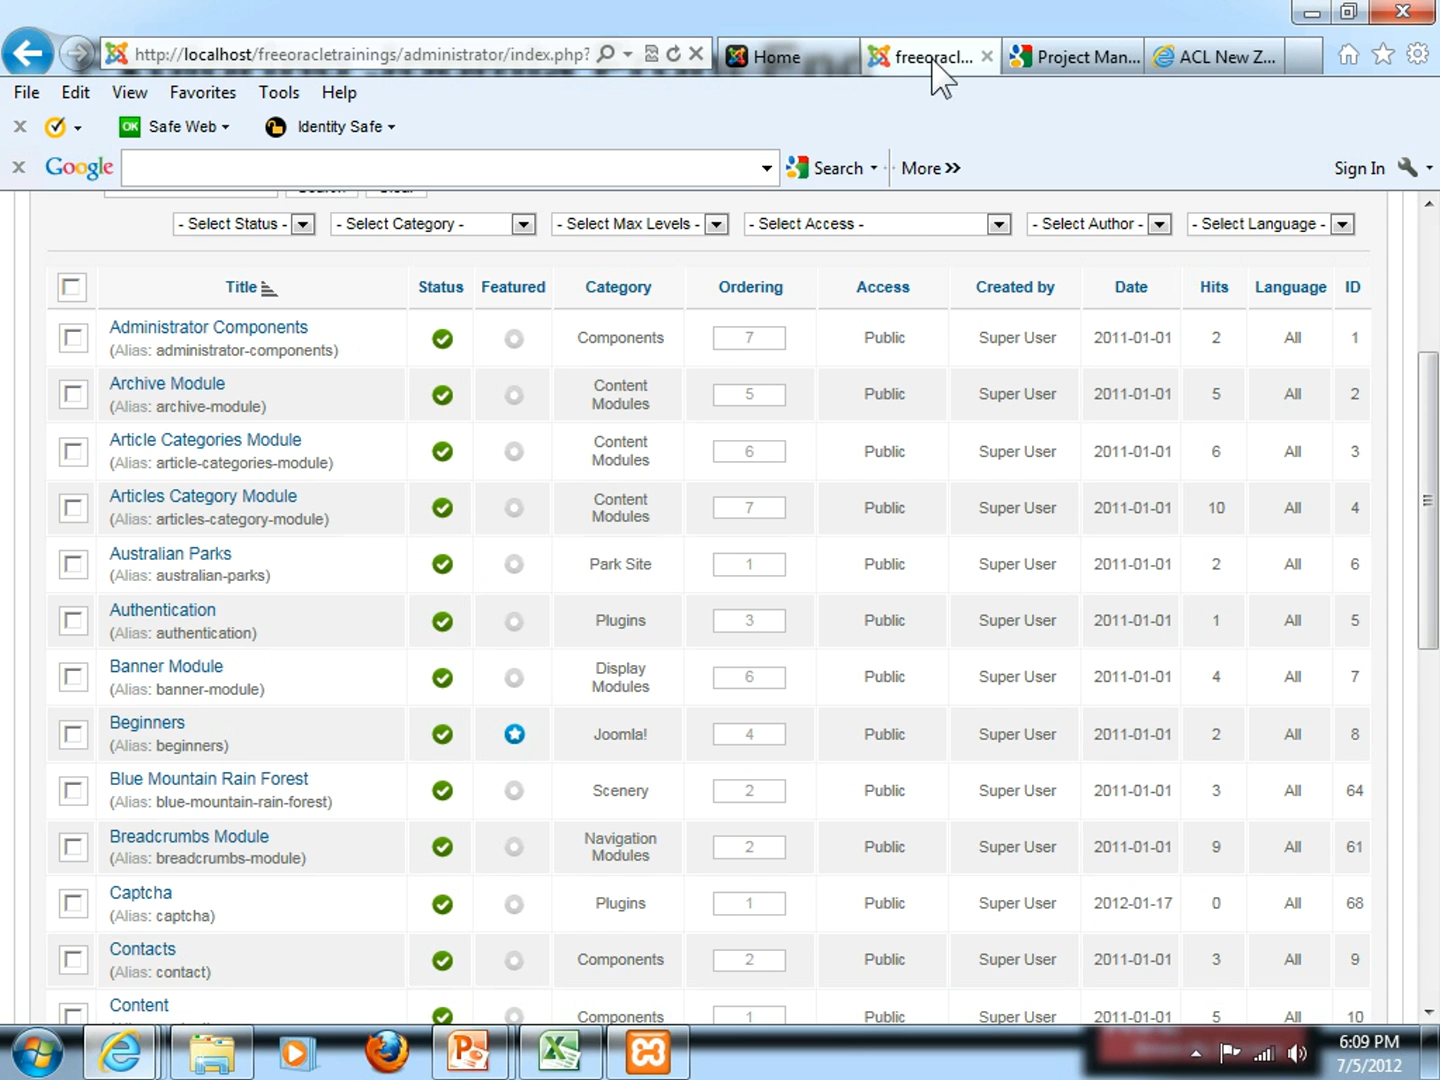 http://localhost/freeoracletrainings/administrator/index.php?
Home
freeoracl...
Project Man...
ACL New Z...
File Edit View Favorites Tools Help
OK Safe Web Identity Safe
Google Search More Sign In
- Select Status - - Select Category - - Select Max Levels - - Select Access - - Select Author - - Select Language -
Title Status Featured Category Ordering Access Created by Date Hits Language ID
Administrator Components
(Alias: administrator-components)
Components 7 Public Super User 2011-01-01 2 All 1
Archive Module
(Alias: archive-module)
Content
Modules
5 Public Super User 2011-01-01 5 All 2
Article Categories Module
(Alias: article-categories-module)
Content
Modules
6 Public Super User 2011-01-01 6 All 3
Articles Category Module
(Alias: articles-category-module)
Content
Modules
7 Public Super User 2011-01-01 10 All 4
Australian Parks
(Alias: australian-parks)
Park Site 1 Public Super User 2011-01-01 2 All 6
Authentication
(Alias: authentication)
Plugins 3 Public Super User 2011-01-01 1 All 5
Banner Module
(Alias: banner-module)
Display
Modules
6 Public Super User 2011-01-01 4 All 7
Beginners
(Alias: beginners)
Joomla! 4 Public Super User 2011-01-01 2 All 8
Blue Mountain Rain Forest
(Alias: blue-mountain-rain-forest)
Scenery 2 Public Super User 2011-01-01 3 All 64
Breadcrumbs Module
(Alias: breadcrumbs-module)
Navigation
Modules
2 Public Super User 2011-01-01 9 All 61
Captcha
(Alias: captcha)
Plugins 1 Public Super User 2012-01-17 0 All 68
Contacts
(Alias: contact)
Components 2 Public Super User 2011-01-01 3 All 9
Content
Components 1 Public Super User 2011-01-01 5 All 10
6:09 PM
7/5/2012